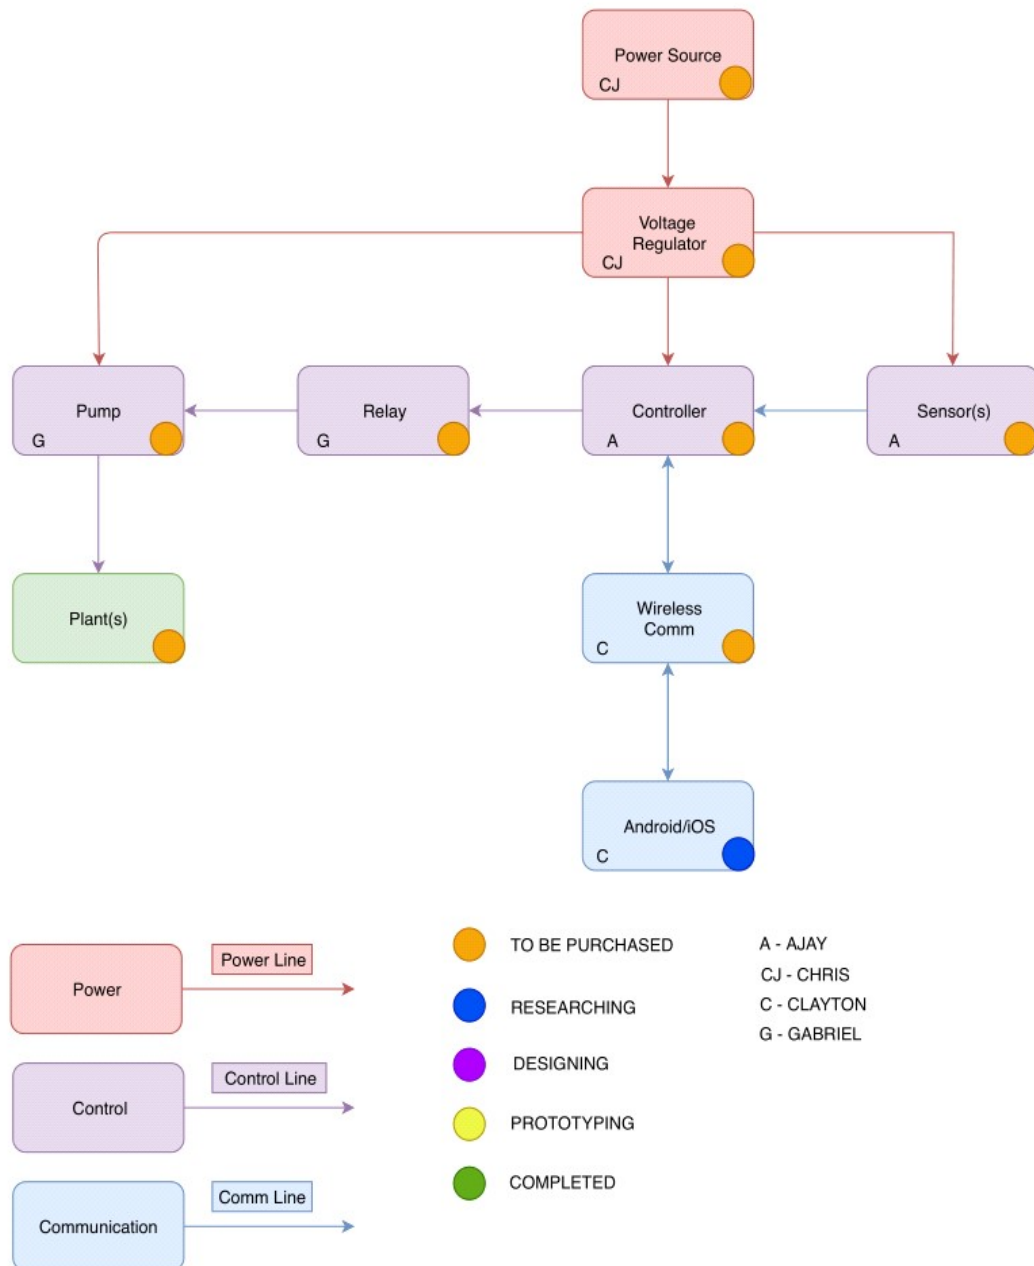 Power Source
CJ
Voltage
Regulator
CJ
Pump
G
Relay
G
Controller
A
Sensor(s)
A
Plant(s)
Wireless
Comm
C
Android/iOS
C
Power
Power Line
Control
Control Line
Communication
Comm Line
TO BE PURCHASED
RESEARCHING
DESIGNING
PROTOTYPING
COMPLETED
A - AJAY
CJ - CHRIS
C - CLAYTON
G - GABRIEL